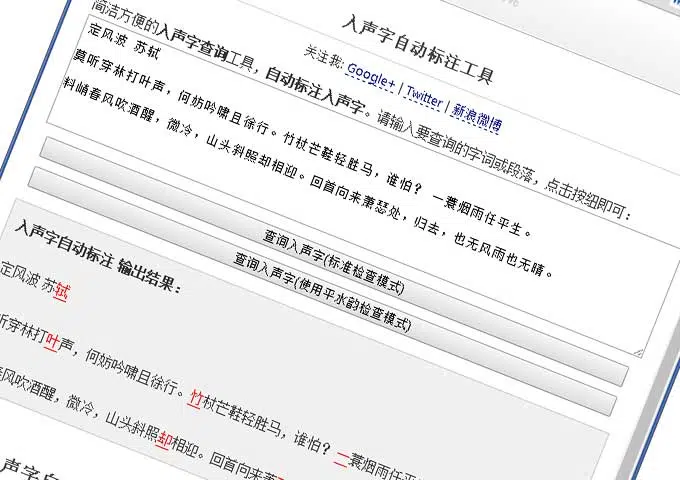 入声字自动标注工具
关注我: Google+ | Twitter | 新浪微博
简洁方便的入声字查询工具，自动标注入声字。请输入要查询的字词或段落，点击按纽即可：
定风波 苏轼
莫听穿林打叶声，何妨吟啸且徐行。竹杖芒鞋轻胜马，谁怕？ 一蓑烟雨任平生。
料峭春风吹酒醒，微冷，山头斜照却相迎。回首向来萧瑟处，归去，也无风雨也无晴。
查询入声字(标准检查模式)
查询入声字(使用平水韵检查模式)
入声字自动标注 输出结果：
定风波 苏轼
听穿林打叶声，何妨吟啸且徐行。竹杖芒鞋轻胜马，谁怕？ 一蓑烟雨任平
春风吹酒醒，微冷，山头斜照却相迎。回首向来萧
声字自